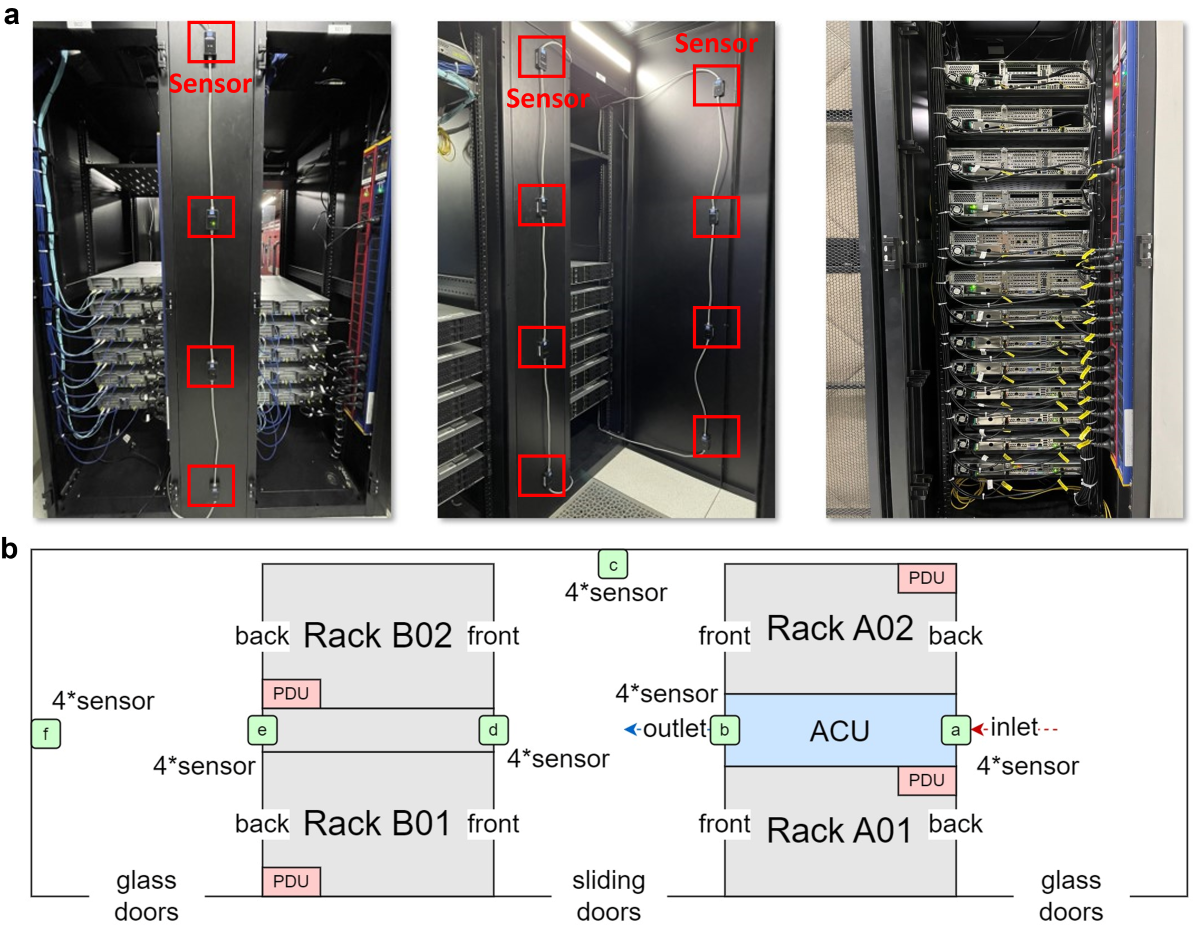 a
Sensor
Sensor
Sensor
b
c
4*sensor
PDU
back Rack B02 front
front Rack A02 back
PDU
4*sensor
4*sensor
f
e
d
outlet
b
ACU
a
inlet
4*sensor
4*sensor
4*sensor
PDU
back Rack B01 front
front Rack A01 back
PDU
glass
doors
sliding
doors
glass
doors